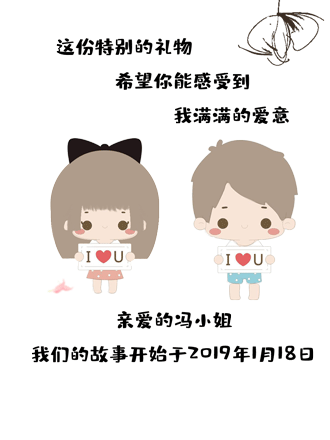 这份特别的礼物
希望你能感受到
我满满的爱意
I ❤ U
I ❤ U
亲爱的冯小姐
我们的故事开始于2019年1月18日